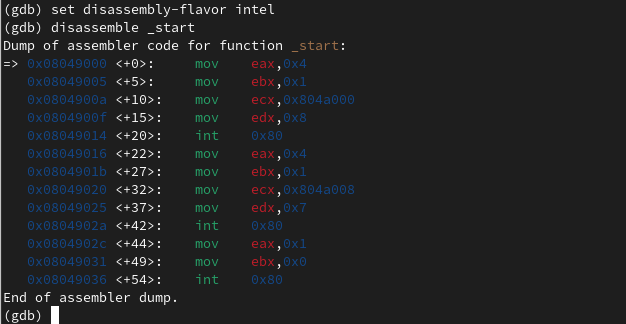 (gdb) set disassembly-flavor intel
(gdb) disassemble _start
Dump of assembler code for function _start:
=> 0x08049000 <+0>:     mov    eax,0x4
   0x08049005 <+5>:     mov    ebx,0x1
   0x0804900a <+10>:    mov    ecx,0x804a000
   0x0804900f <+15>:    mov    edx,0x8
   0x08049014 <+20>:    int    0x80
   0x08049016 <+22>:    mov    eax,0x4
   0x0804901b <+27>:    mov    ebx,0x1
   0x08049020 <+32>:    mov    ecx,0x804a008
   0x08049025 <+37>:    mov    edx,0x7
   0x0804902a <+42>:    int    0x80
   0x0804902c <+44>:    mov    eax,0x1
   0x08049031 <+49>:    mov    ebx,0x0
   0x08049036 <+54>:    int    0x80
End of assembler dump.
(gdb)